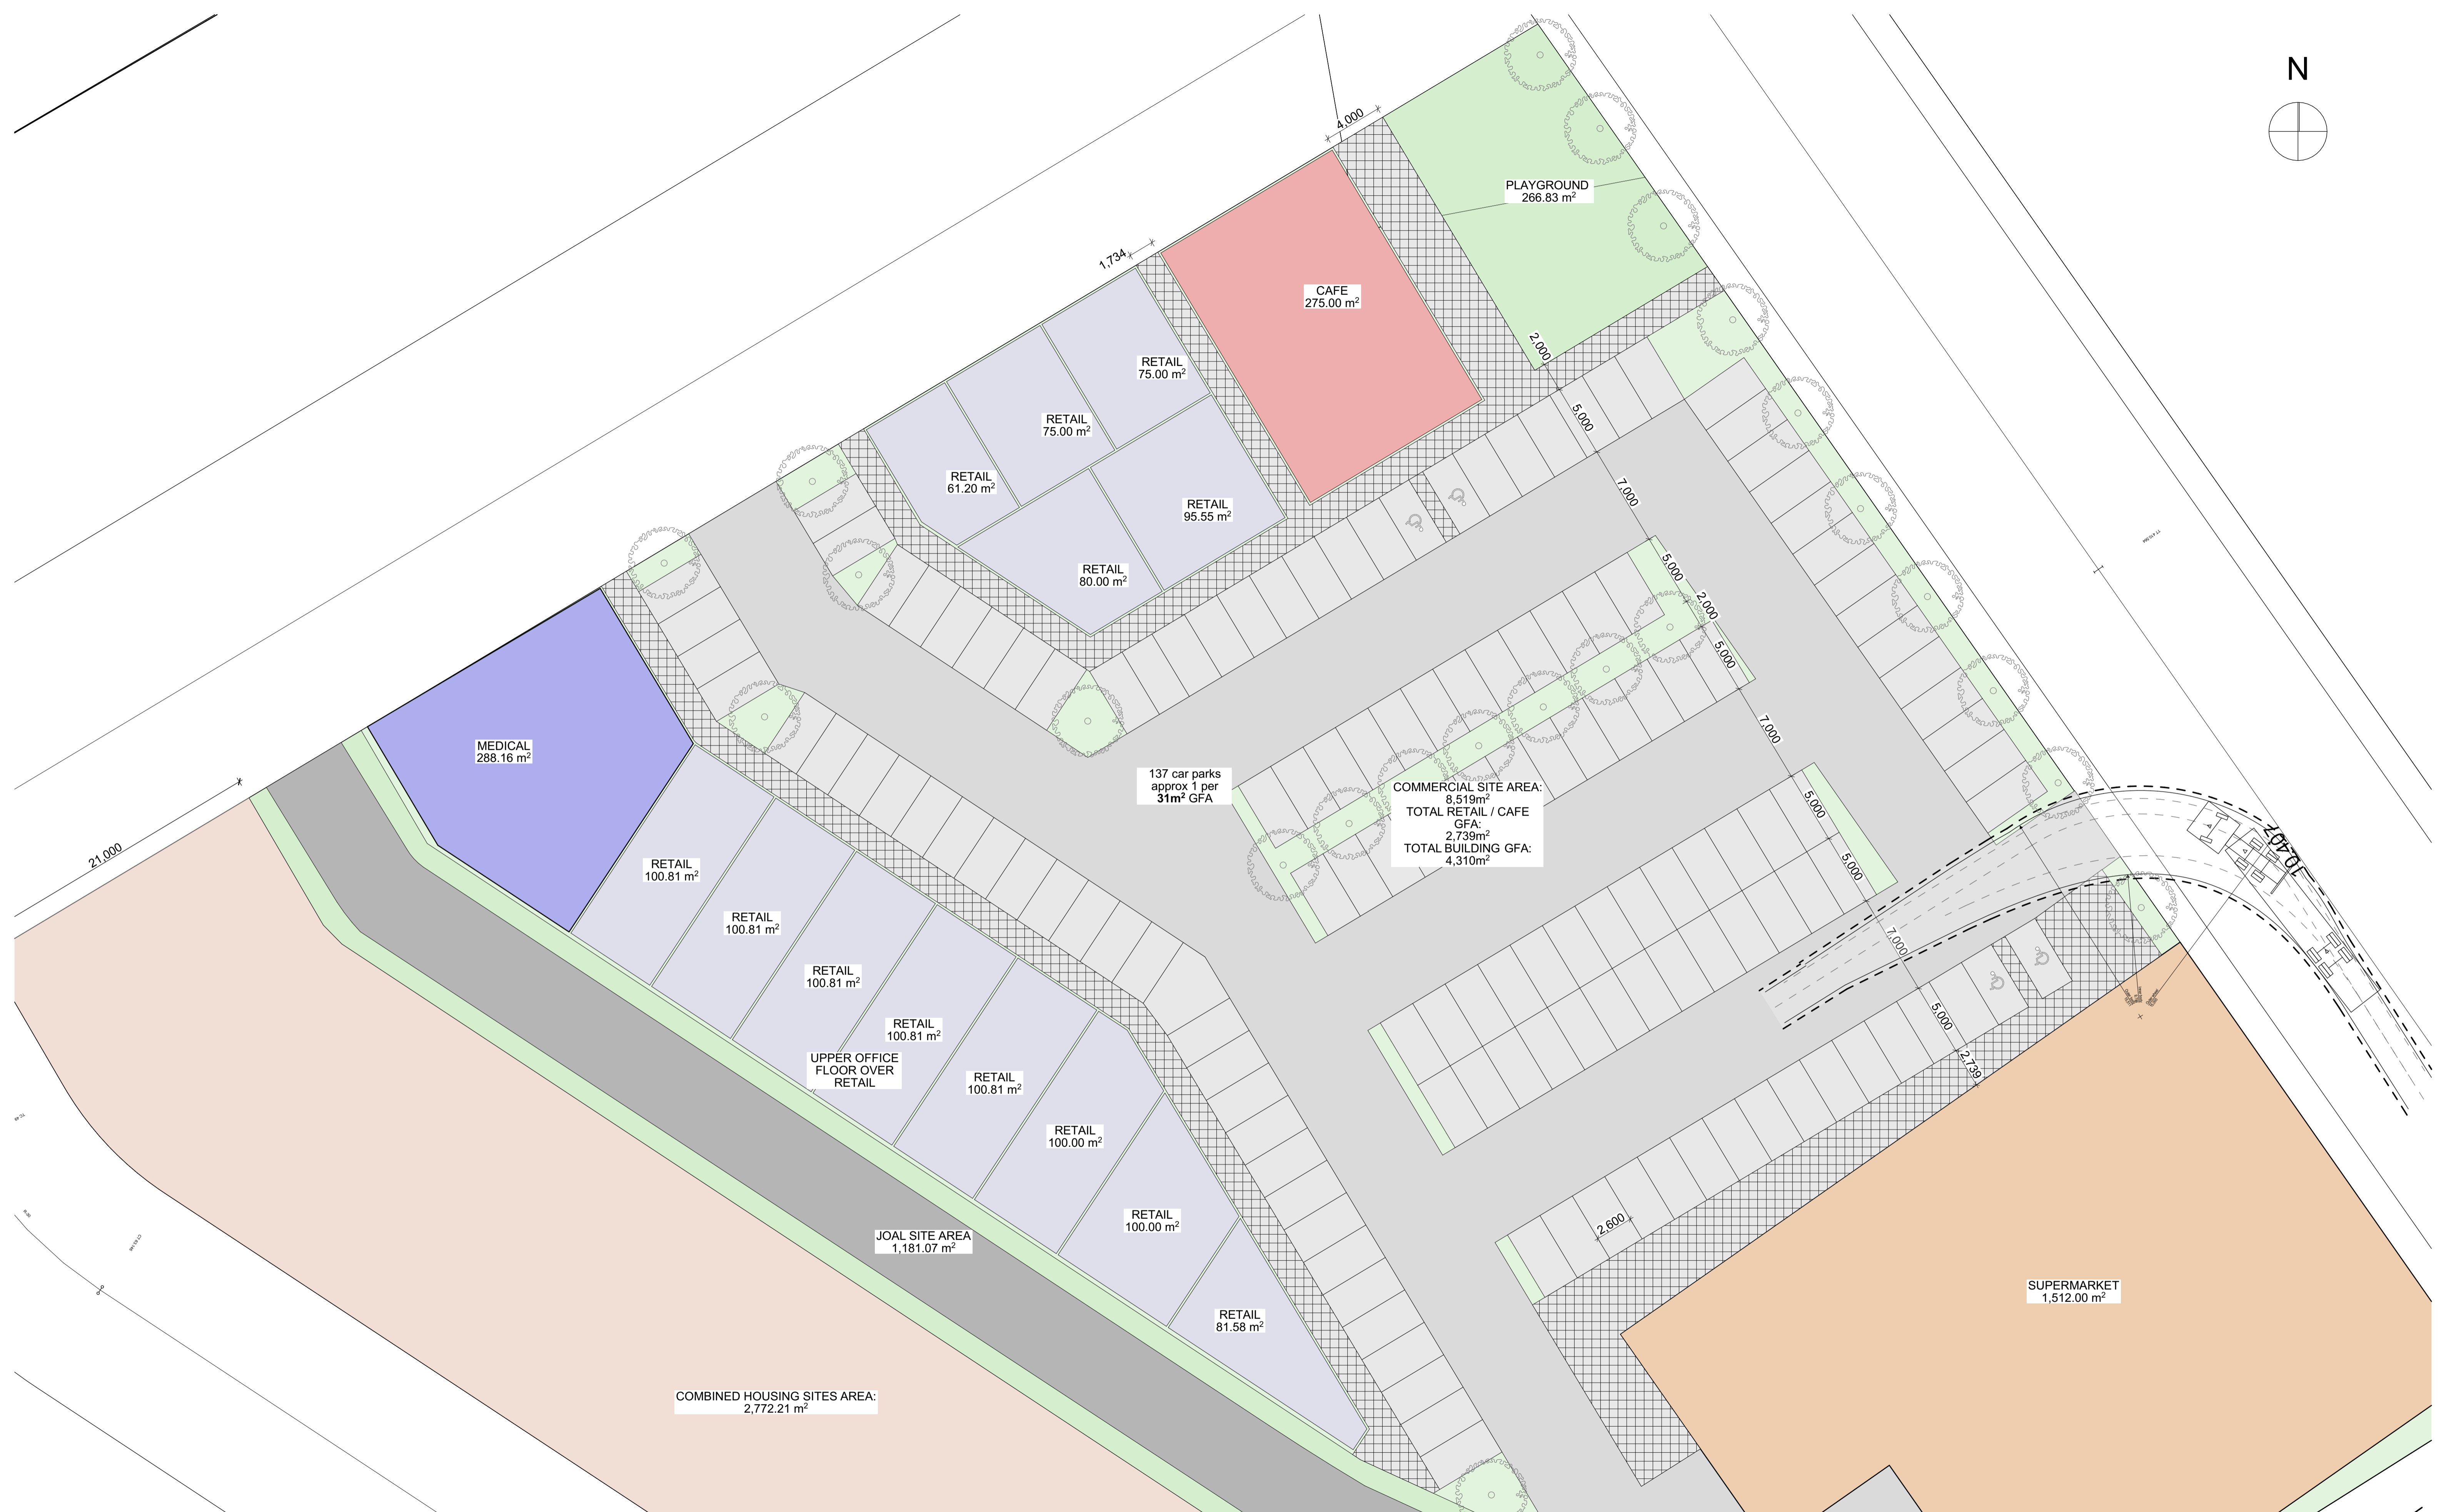 N
4,000
PLAYGROUND
266.83 m²
1,734
CAFE
275.00 m²
2,000
RETAIL
75.00 m²
5,000
RETAIL
75.00 m²
RETAIL
61.20 m²
7,000
RETAIL
95.55 m²
5,000
RETAIL
80.00 m²
2,000
5,000
7,000
MEDICAL
288.16 m²
137 car parks
approx 1 per
31m² GFA
COMMERCIAL SITE AREA:
8,519m²
TOTAL RETAIL / CAFE
GFA:
2,739m²
TOTAL BUILDING GFA:
4,310m²
5,000
21,000
RETAIL
100.81 m²
5,000
RETAIL
100.81 m²
7,000
RETAIL
100.81 m²
5,000
RETAIL
100.81 m²
UPPER OFFICE
FLOOR OVER
RETAIL
2,739
RETAIL
100.81 m²
RETAIL
100.00 m²
RETAIL
100.00 m²
2,600
JOAL SITE AREA
1,181.07 m²
SUPERMARKET
1,512.00 m²
RETAIL
81.58 m²
COMBINED HOUSING SITES AREA:
2,772.21 m²